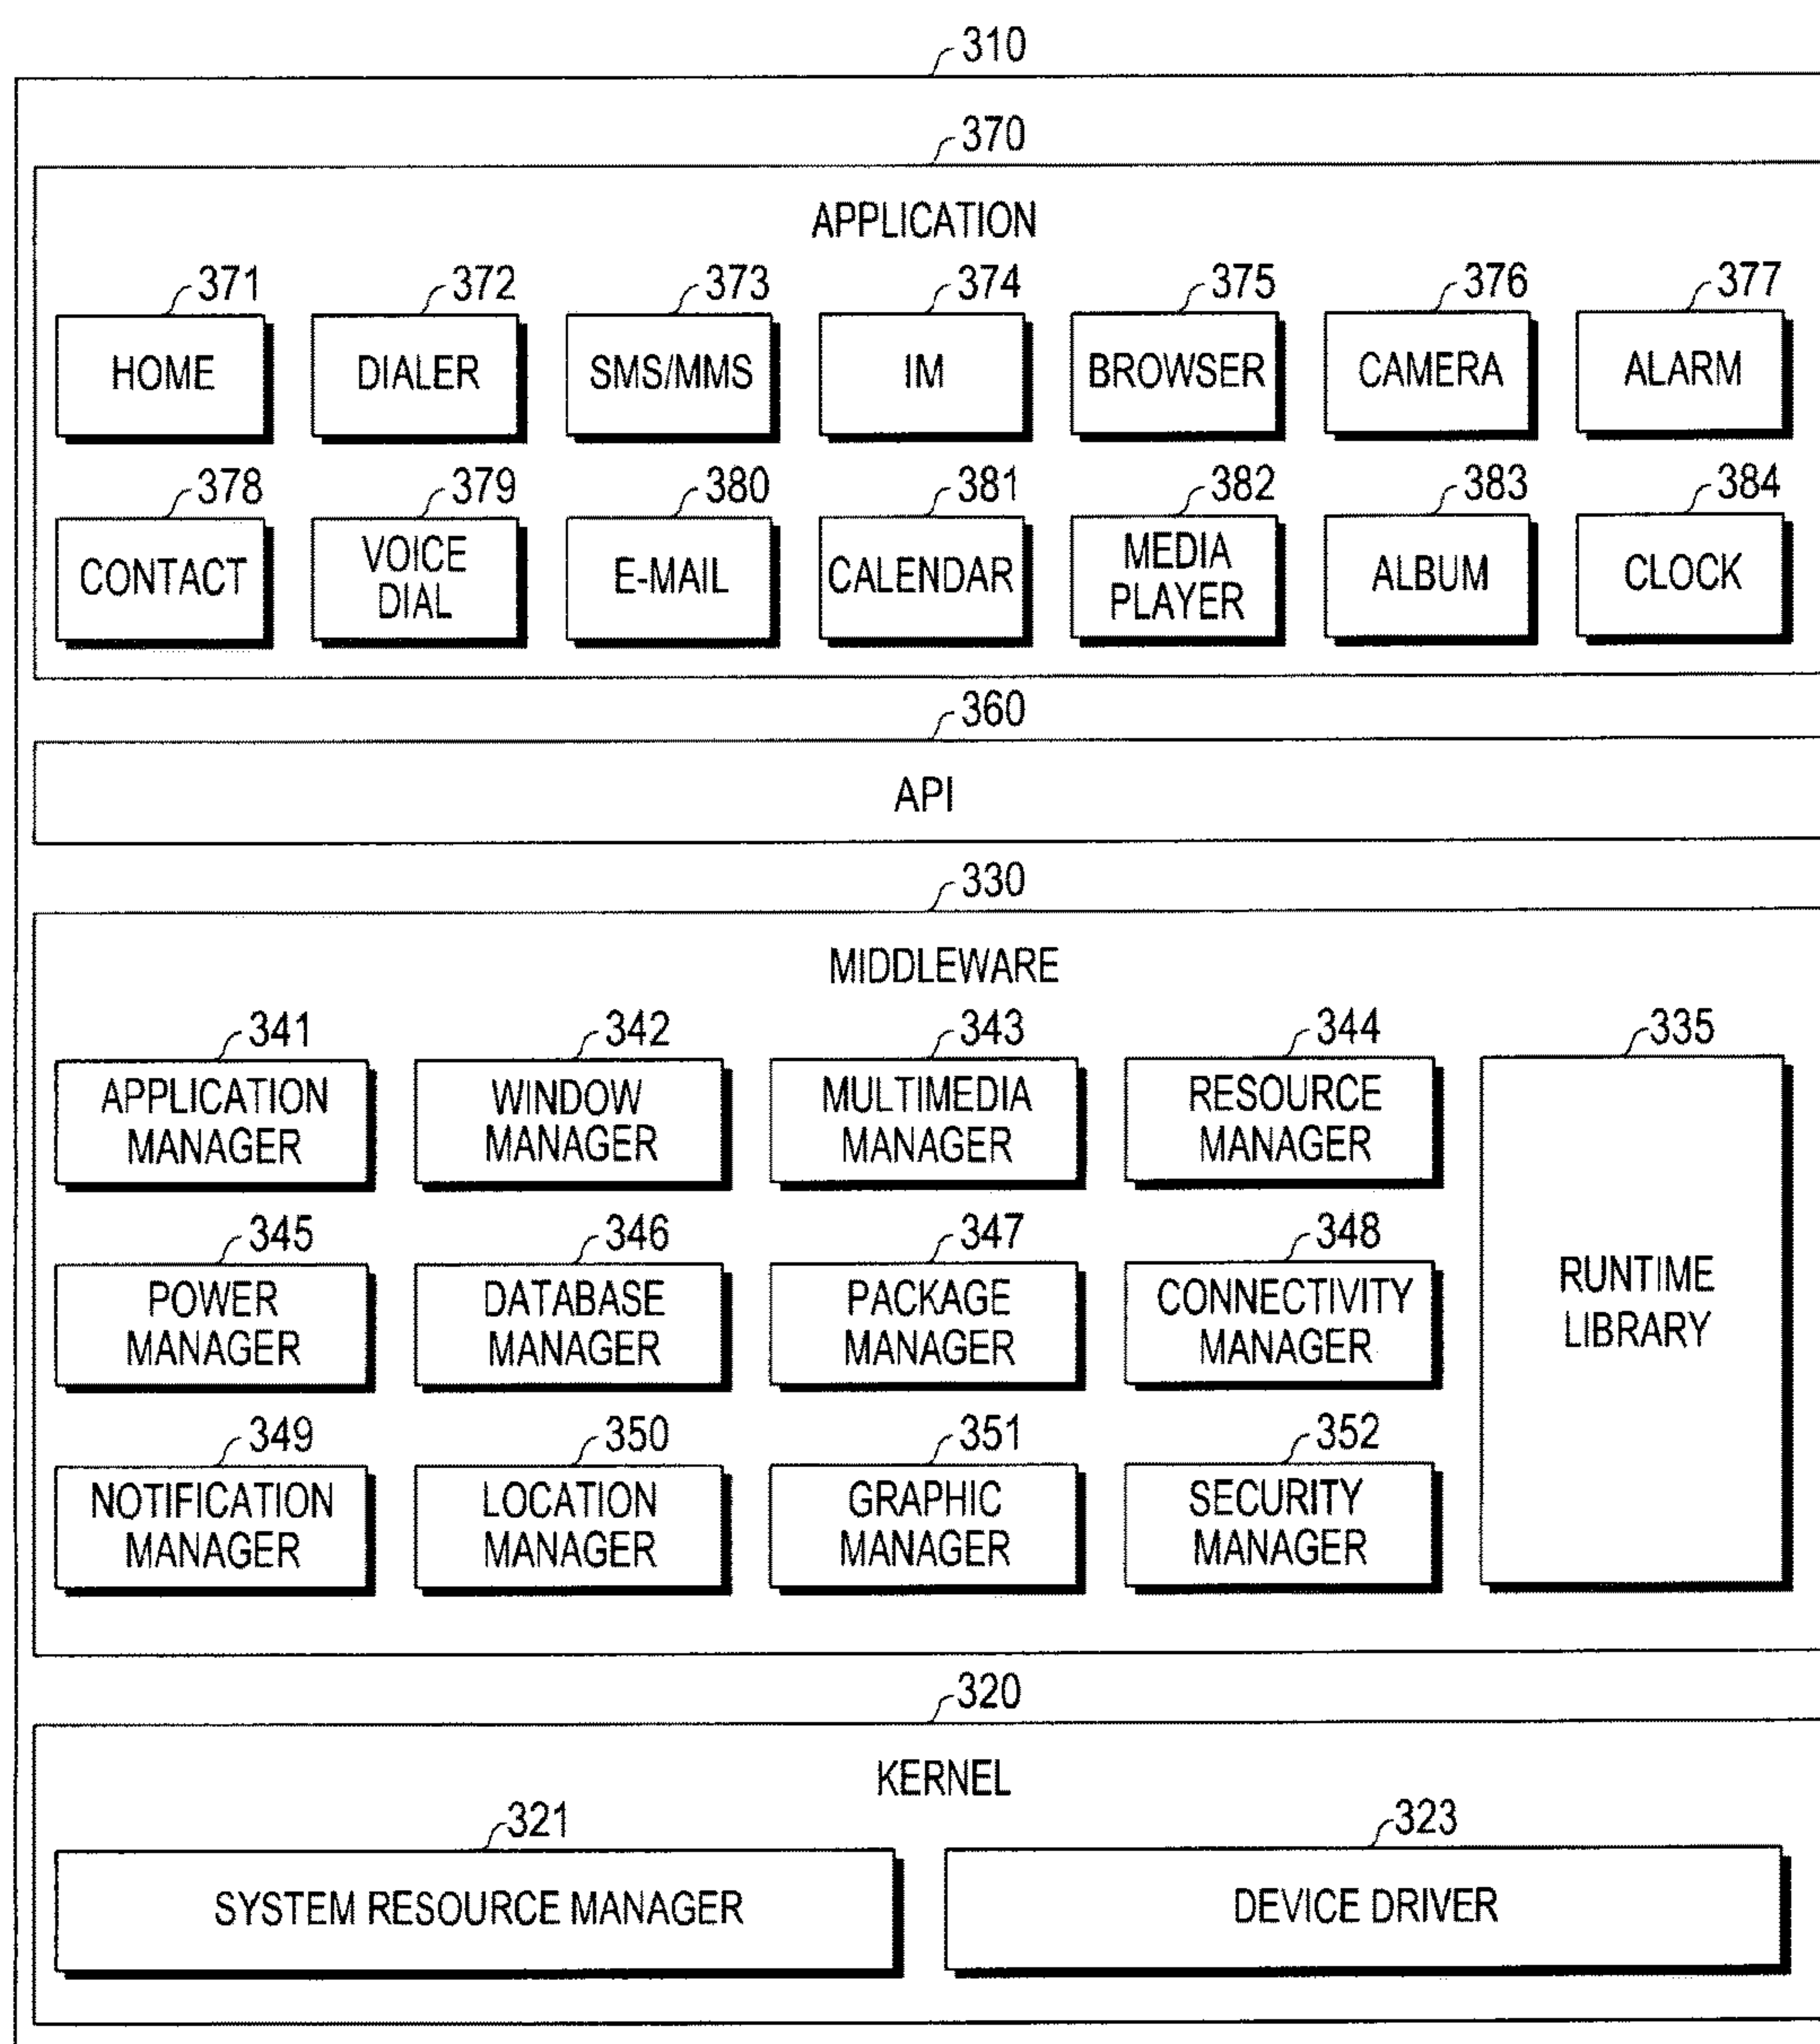 310
370
APPLICATION
371 372 373 374 375 376 377
HOME DIALER SMS/MMS IM BROWSER CAMERA ALARM
378 379 380 381 382 383 384
CONTACT
VOICE
DIAL
E-MAIL
CALENDAR
MEDIA
PLAYER
ALBUM
CLOCK
360
API
330
MIDDLEWARE
341 342 343 344 335
APPLICATION
MANAGER
WINDOW
MANAGER
MULTIMEDIA
MANAGER
RESOURCE
MANAGER
345 346 347 348
POWER
MANAGER
DATABASE
MANAGER
PACKAGE
MANAGER
CONNECTIVITY
MANAGER
RUNTIME
LIBRARY
349 350 351 352
NOTIFICATION
MANAGER
LOCATION
MANAGER
GRAPHIC
MANAGER
SECURITY
MANAGER
320
KERNEL
321 323
SYSTEM RESOURCE MANAGER
DEVICE DRIVER